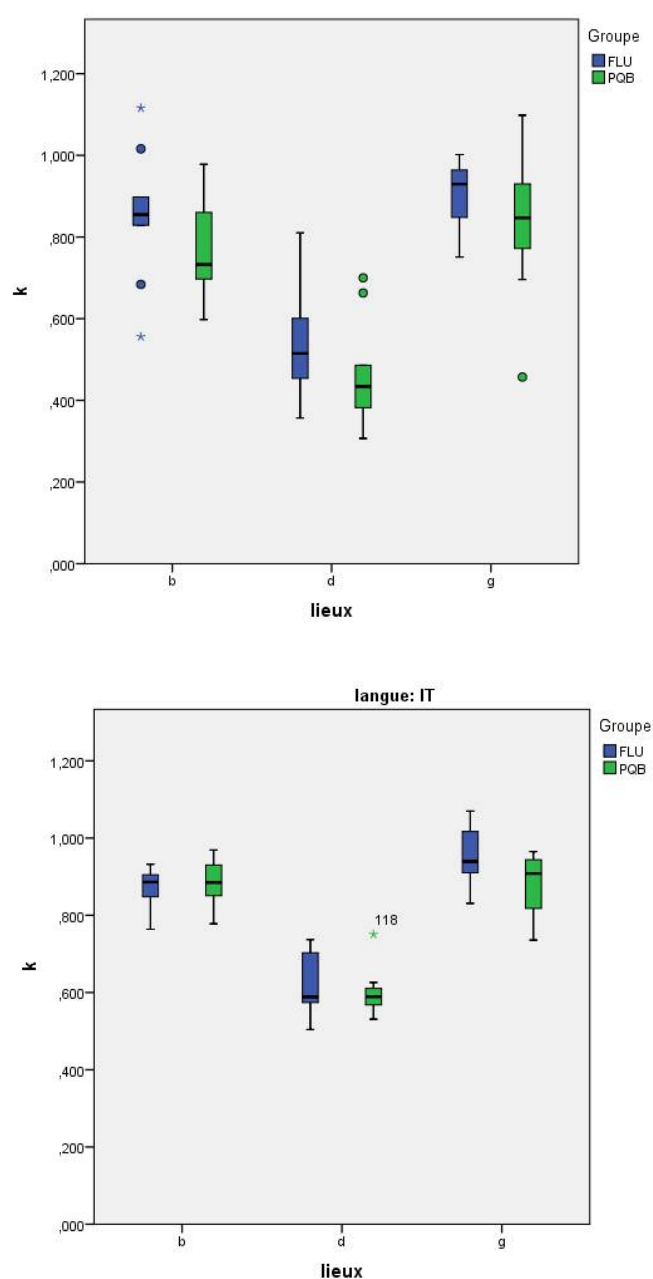 Groupe
FLU
PQB
1,200
1,000
,800
,600
,400
,200
,000
k
b d g
lieux
langue: IT
Groupe
FLU
PQB
1,200
1,000
,800
,600
,400
,200
,000
k
118
b d g
lieux